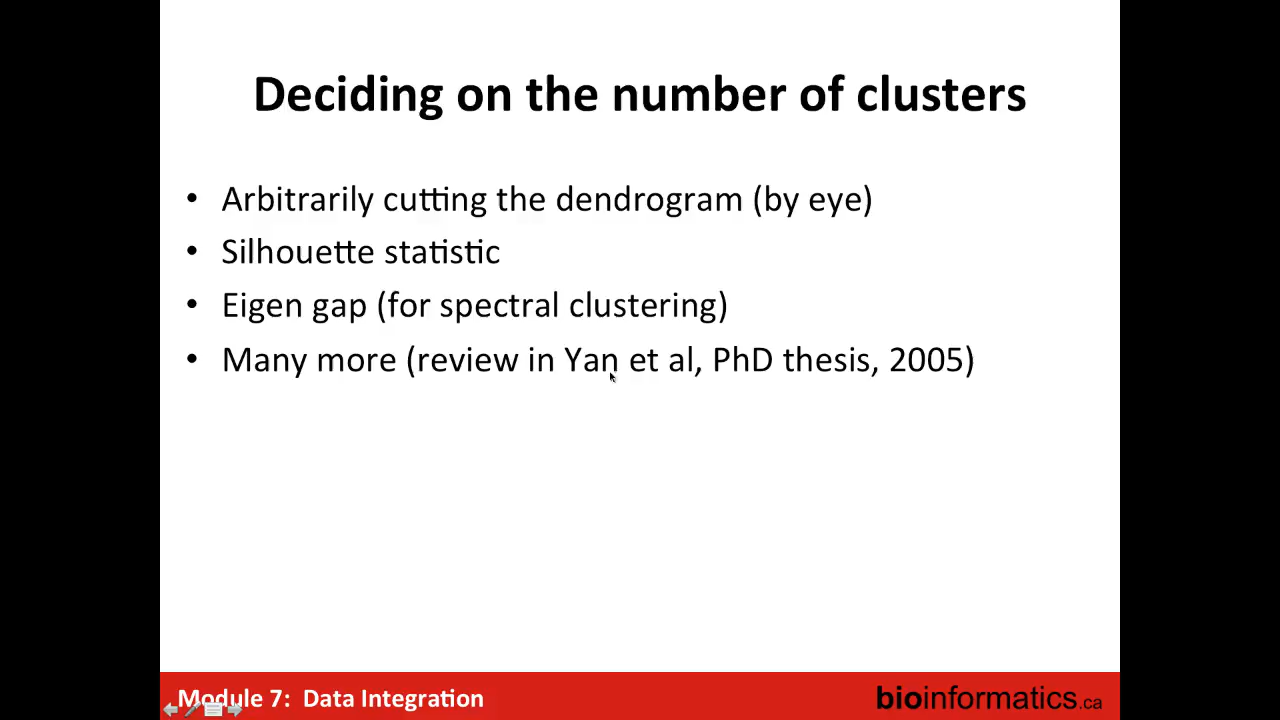 Deciding on the number of clusters
• Arbitrarily cutting the dendrogram (by eye)
• Silhouette statistic
• Eigen gap (for spectral clustering)
• Many more (review in Yan et al, PhD thesis, 2005)
Module 7: Data Integration
bioinformatics.ca